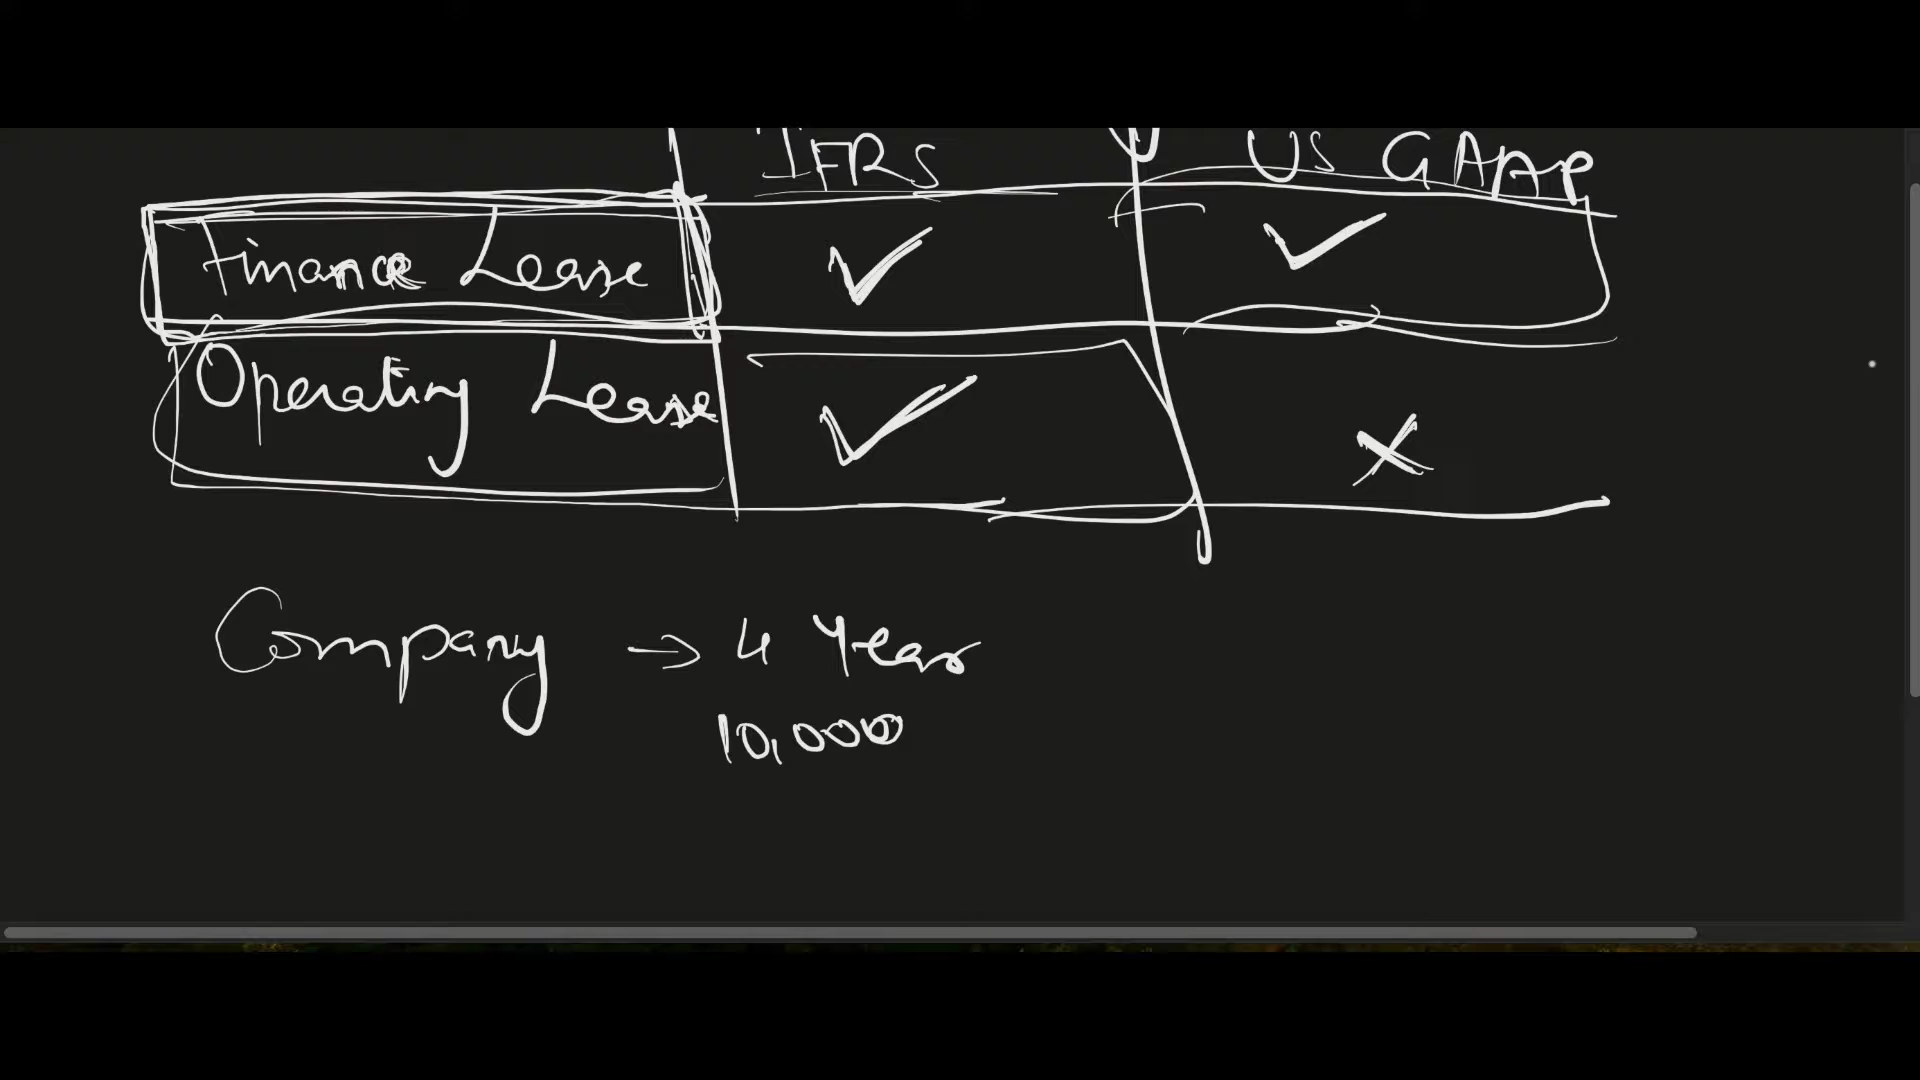 IFRS US GAAP
Finance Lease ✓ ✓
Operating Lease ✓ ✗
Company → 4 Year
10,000